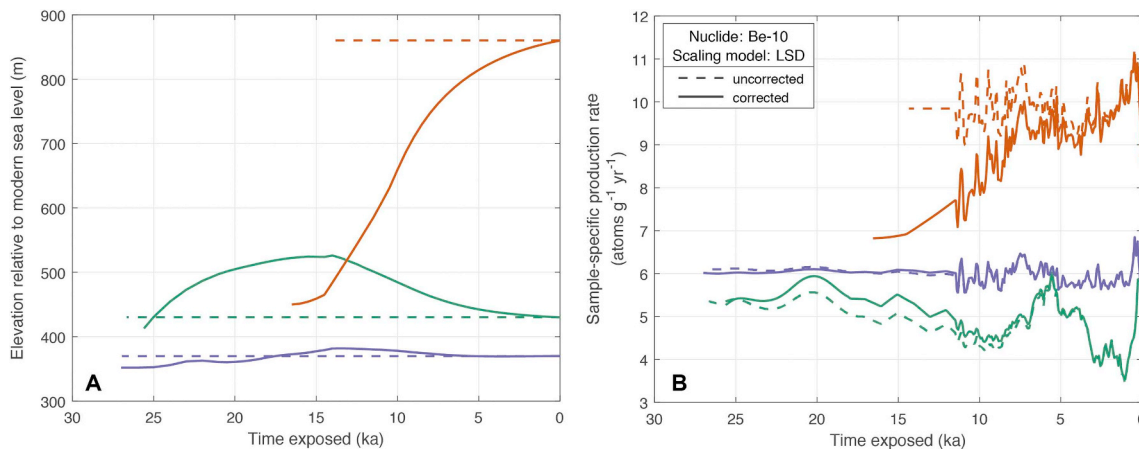 900
800
700
600
500
400
300
30
25
20
15
10
5
0
Elevation relative to modern sea level (m)
Time exposed (ka)
A
12
11
10
9
8
7
6
5
4
3
30
25
20
15
10
5
Sample-specific production rate
(atoms g⁻¹ yr⁻¹)
Time exposed (ka)
B
Nuclide: Be-10
Scaling model: LSD
uncorrected
corrected